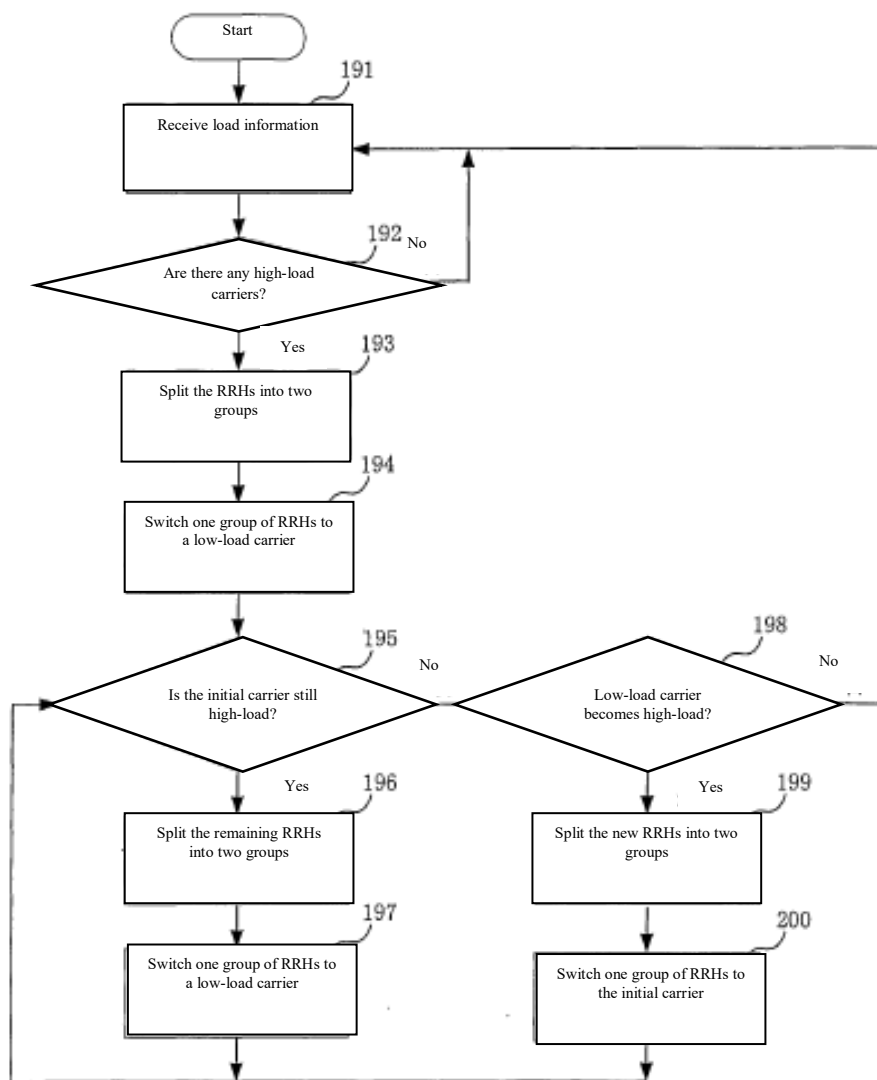 Start
191
Receive load information
192
No
Are there any high-load
carriers?
Yes
193
Split the RRHs into two
groups
194
Switch one group of RRHs to
a low-load carrier
195
No
Is the initial carrier still
high-load?
198
No
Low-load carrier
becomes high-load?
Yes
196
Split the remaining RRHs
into two groups
Yes
199
Split the new RRHs into two
groups
197
Switch one group of RRHs to
a low-load carrier
200
Switch one group of RRHs to
the initial carrier